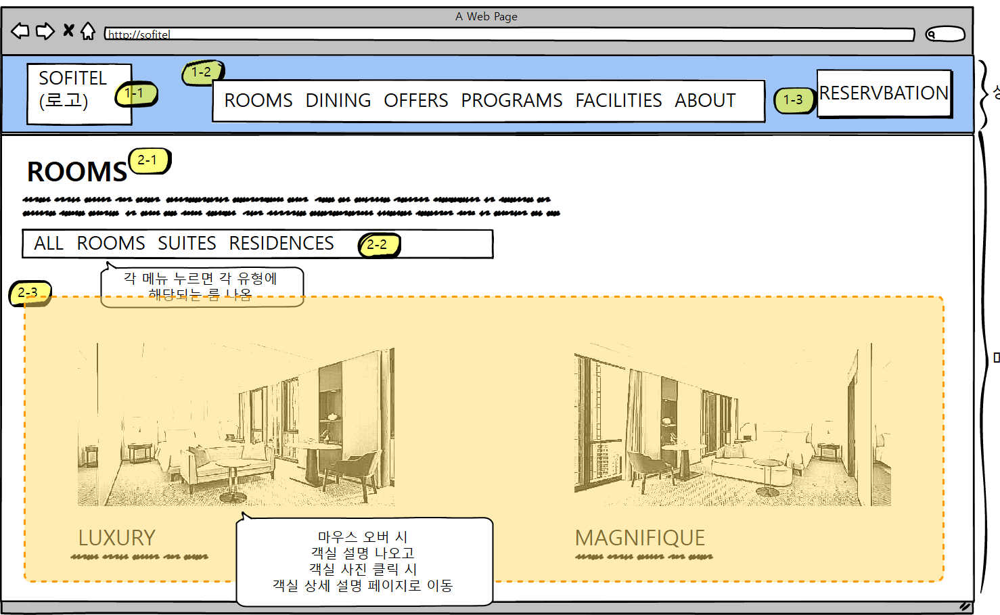 A Web Page
http://sofitel
SOFITEL
(로고)
1-1
1-2
ROOMS DINING OFFERS PROGRAMS FACILITIES ABOUT
1-3
RESERVBATION
ROOMS
2-1
ALL ROOMS SUITES RESIDENCES
2-2
각 메뉴 누르면 각 유형에
해당되는 룸 나옴
2-3
LUXURY
MAGNIFIQUE
마우스 오버 시
객실 설명 나오고
객실 사진 클릭 시
객실 상세 설명 페이지로 이동